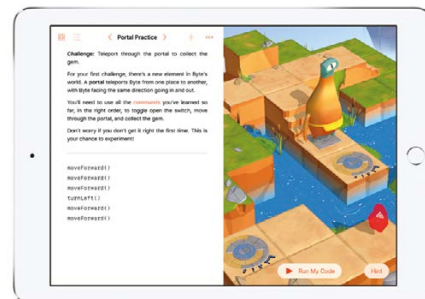 Portal Practice
Challenge: Teleport through the portal to collect the
gem.
For your first challenge, there's a new element in Byte's
world. A portal teleports Byte from one place to another,
with Byte facing the same direction going in and out.
You'll need to use all the commands you've learned so
far, in the right order, to toggle open the switch, move
through the portal, and collect the gem.
Don't worry if you don't get it right the first time. This is
your chance to experiment!
moveForward()
moveForward()
moveForward()
turnLeft()
moveForward()
moveForward()
Run My Code
Hint